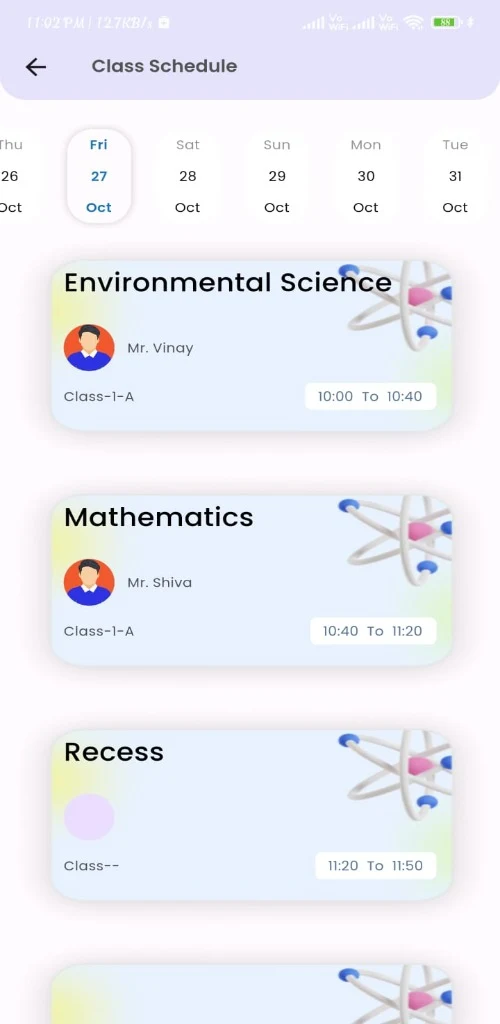 11:02 PM | 12.7KB/s
Vo WiFi Vo WiFi 88
Class Schedule
Thu Fri Sat Sun Mon Tue
26 27 28 29 30 31
Oct Oct Oct Oct Oct Oct
Environmental Science
Mr. Vinay
Class-1-A 10:00 To 10:40
Mathematics
Mr. Shiva
Class-1-A 10:40 To 11:20
Recess
Class-- 11:20 To 11:50